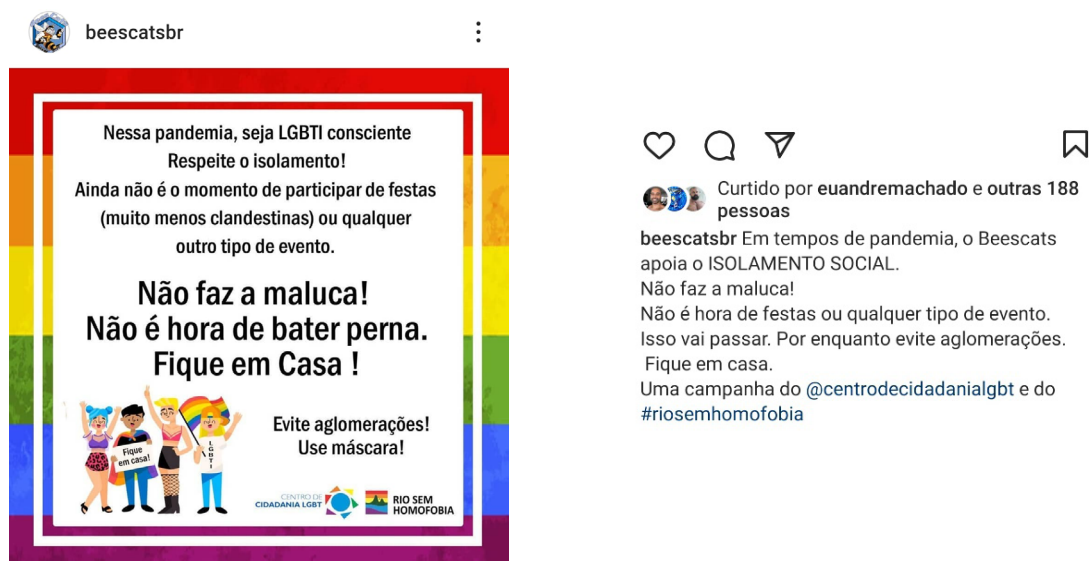 beescatsbr
Nessa pandemia, seja LGBTI consciente
Respeite o isolamento!
Ainda não é o momento de participar de festas
(muito menos clandestinas) ou qualquer
outro tipo de evento.
Não faz a maluca!
Não é hora de bater perna.
Fique em Casa !
Fique
em casa!
LGBTI
Evite aglomerações!
Use máscara!
CENTRO DE
CIDADANIA LGBT
RIO SEM
HOMOFOBIA
Curtido por euandremachado e outras 188
pessoas
beescatsbr Em tempos de pandemia, o Beescats
apoia o ISOLAMENTO SOCIAL.
Não faz a maluca!
Não é hora de festas ou qualquer tipo de evento.
Isso vai passar. Por enquanto evite aglomerações.
Fique em casa.
Uma campanha do @centrodecidadanialgbt e do
#riosemhomofobia